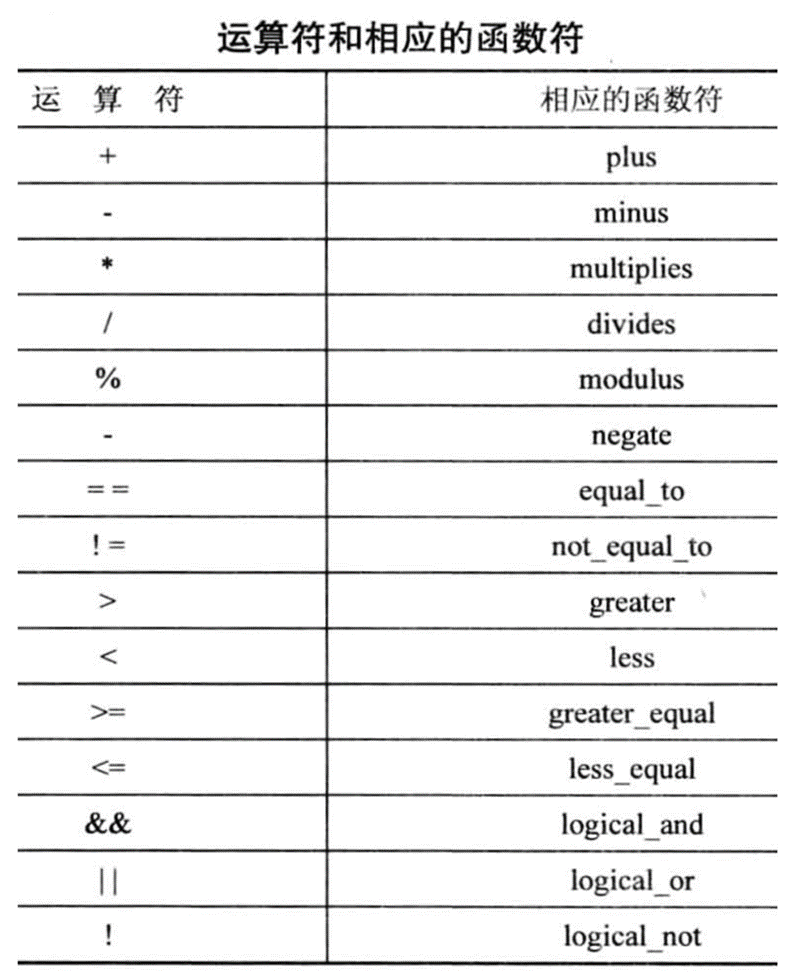 运算符和相应的函数符
运 算 符 相应的函数符
+ plus
- minus
* multiplies
/ divides
% modulus
- negate
= = equal_to
! = not_equal_to
> greater
< less
>= greater_equal
<= less_equal
&& logical_and
|| logical_or
! logical_not